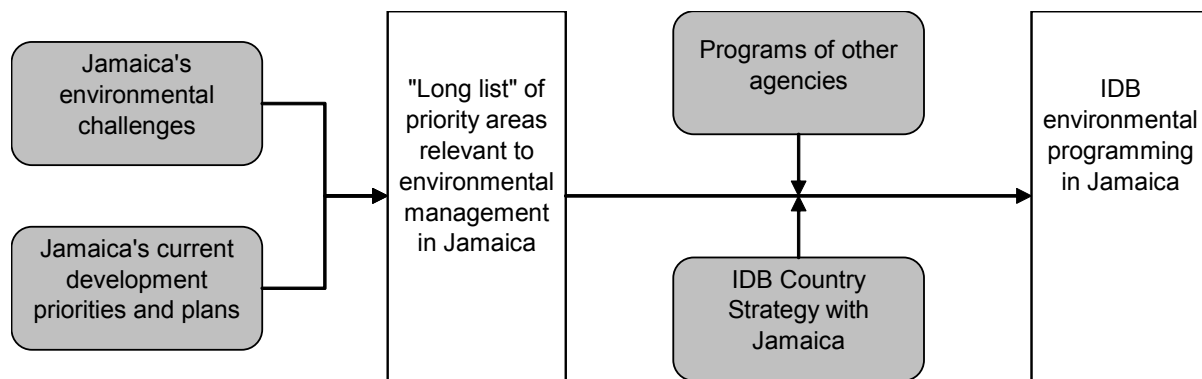 Jamaica's
environmental
challenges
Jamaica's current
development
priorities and plans
"Long list" of
priority areas
relevant to
environmental
management
in Jamaica
Programs of other
agencies
IDB Country
Strategy with
Jamaica
IDB
environmental
programming
in Jamaica